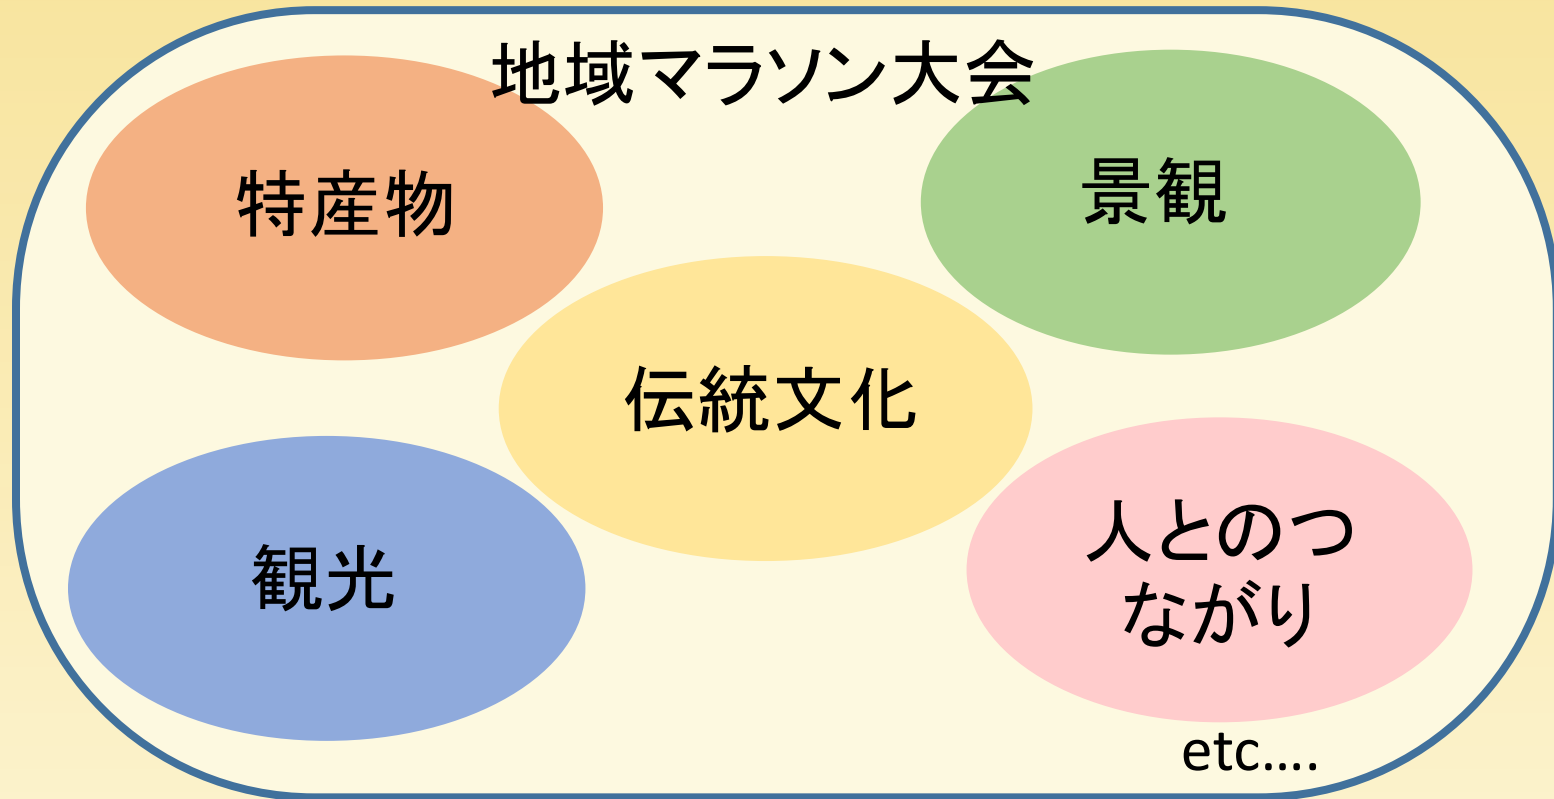 地域マラソン大会
特産物
景観
伝統文化
観光
人とのつ
ながり
etc….